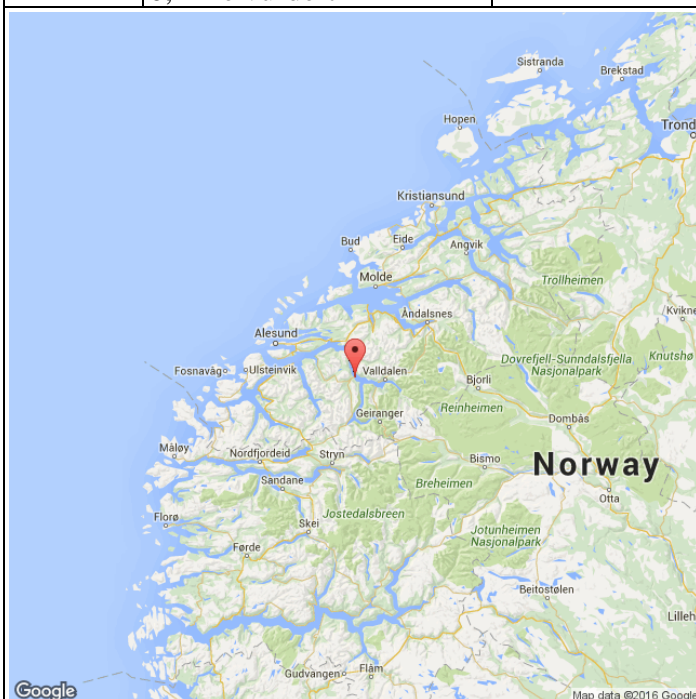 Sistranda
Brekstad
Hopen
Trond
Kristiansund
Bud
Eide
Angvik
Molde
Trollheimen
Åndalsnes
Kvikne
Alesund
Dovrefjell-Sunndalsfjella
Nasjonalpark
Knutshø
Fosnavåg
Ulsteinvik
Valldalen
Bjorli
Reinheimen
Geiranger
Dombås
Måløy
Nordfjordeid
Stryn
Bismo
Norway
Sandane
Breheimen
Otta
Florø
Jostedalsbreen
Skei
Jotunheimen
Nasjonalpark
Førde
Beitostølen
Lilleh
Gudvangen
Flåm
Google
Map data ©2016 Google